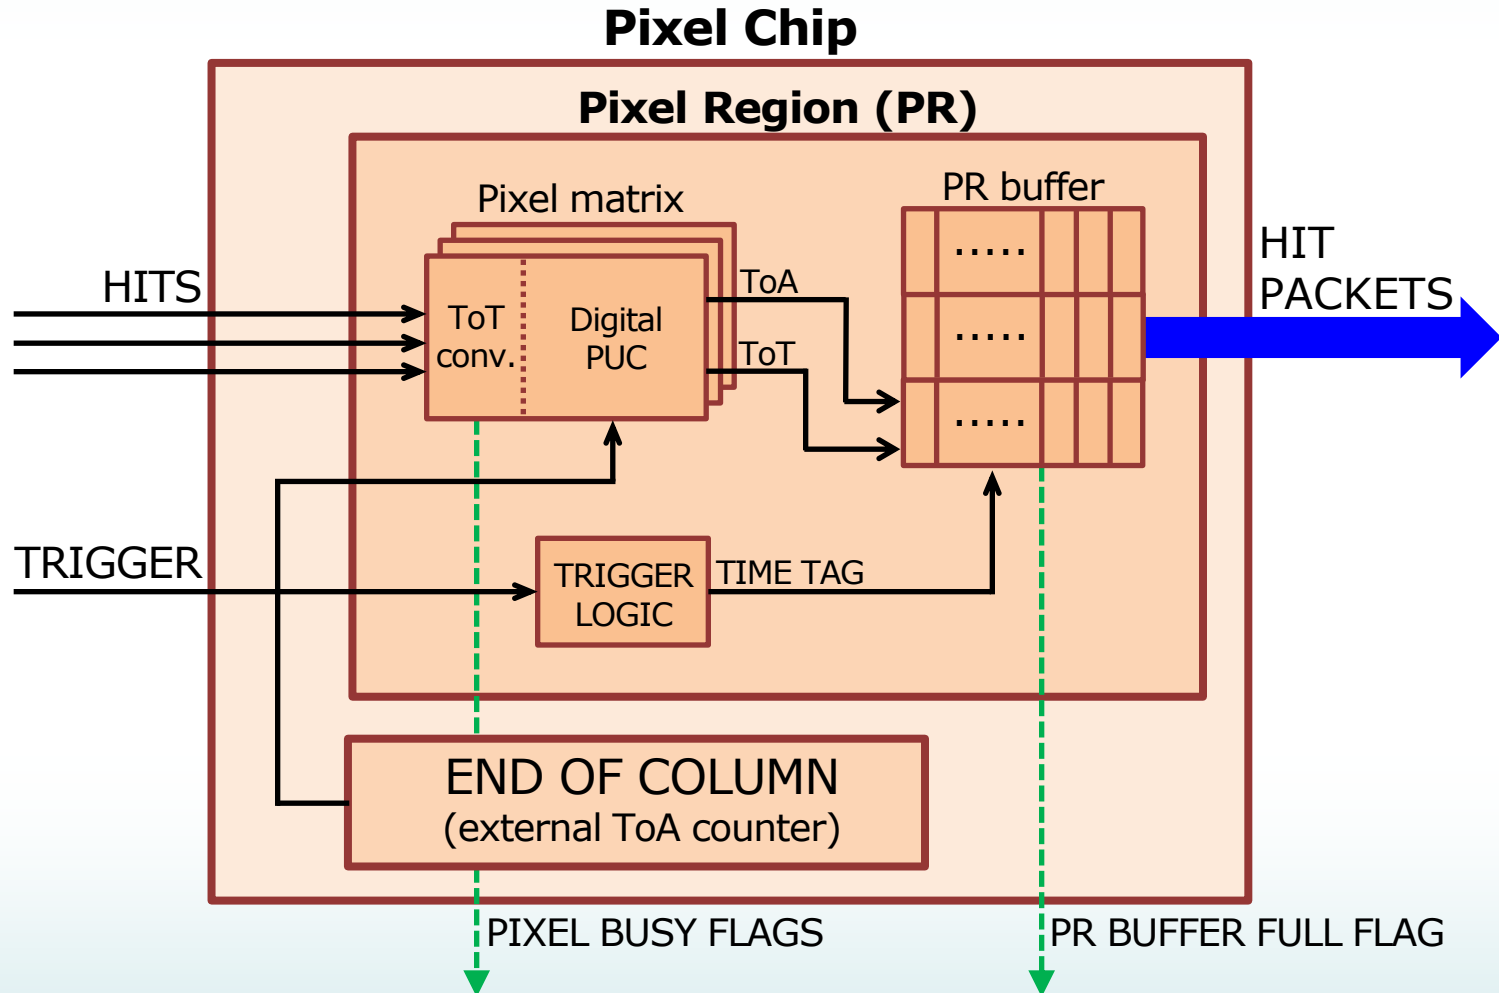 Pixel Chip
Pixel Region (PR)
Pixel matrix
PR buffer
HITS
ToT
conv.
Digital
PUC
ToA
ToT
.....
.....
.....
HIT
PACKETS
TRIGGER
TRIGGER
LOGIC
TIME TAG
END OF COLUMN
(external ToA counter)
PIXEL BUSY FLAGS
PR BUFFER FULL FLAG